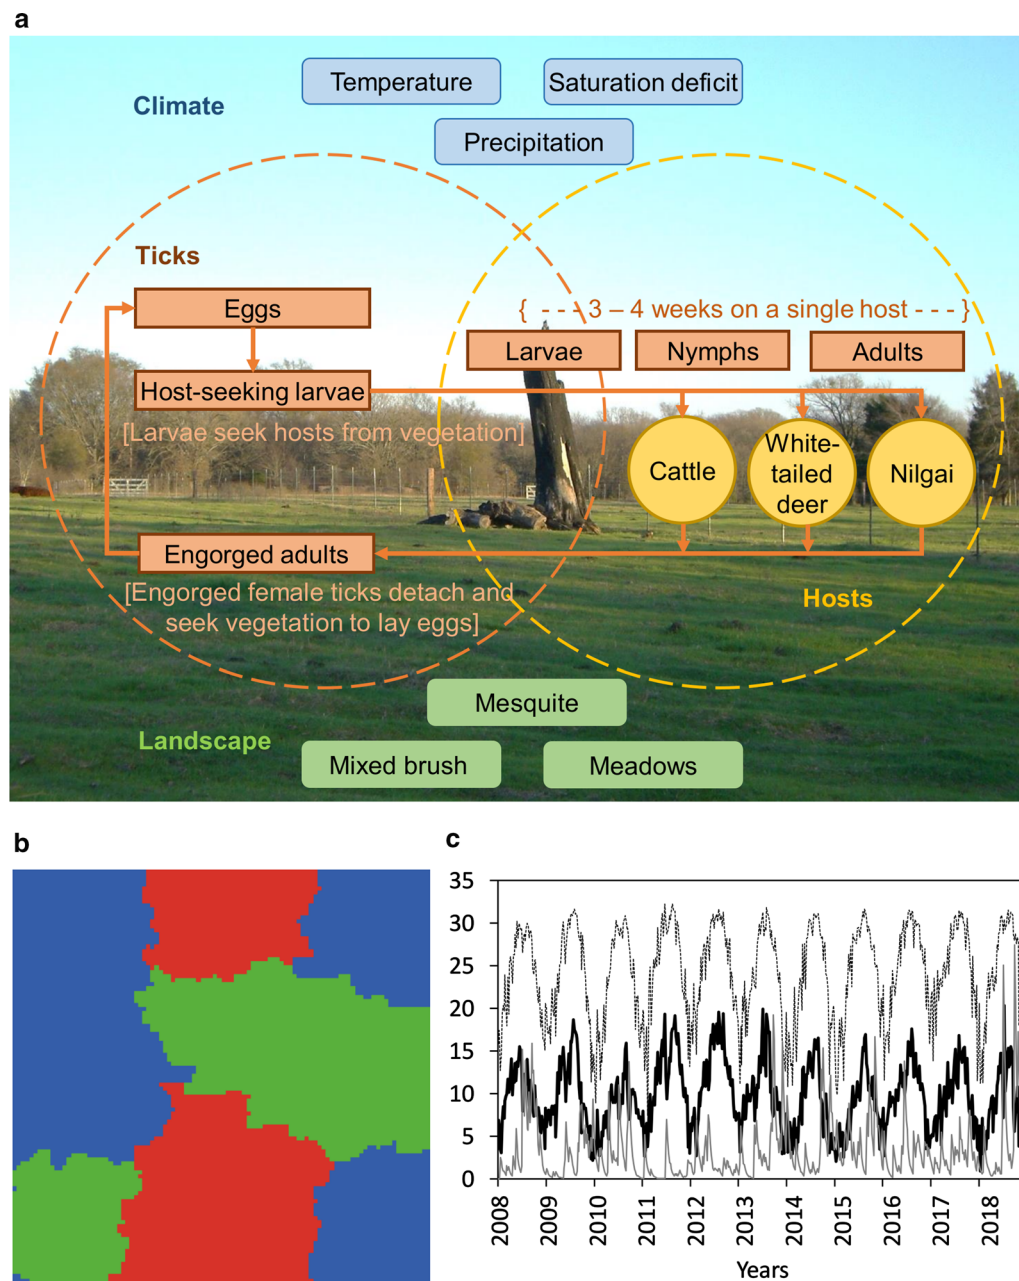 a
Temperature
Saturation deficit
Climate
Precipitation
Ticks
Eggs
{ - - - 3 – 4 weeks on a single host - - - }
Larvae
Nymphs
Adults
Host-seeking larvae
[Larvae seek hosts from vegetation]
Cattle
White-
tailed
deer
Nilgai
Engorged adults
[Engorged female ticks detach and
seek vegetation to lay eggs]
Hosts
Mesquite
Landscape
Mixed brush
Meadows
b
c
35
30
25
20
15
10
5
0
2008
2009
2010
2011
2012
2013
2014
2015
2016
2017
2018
Years